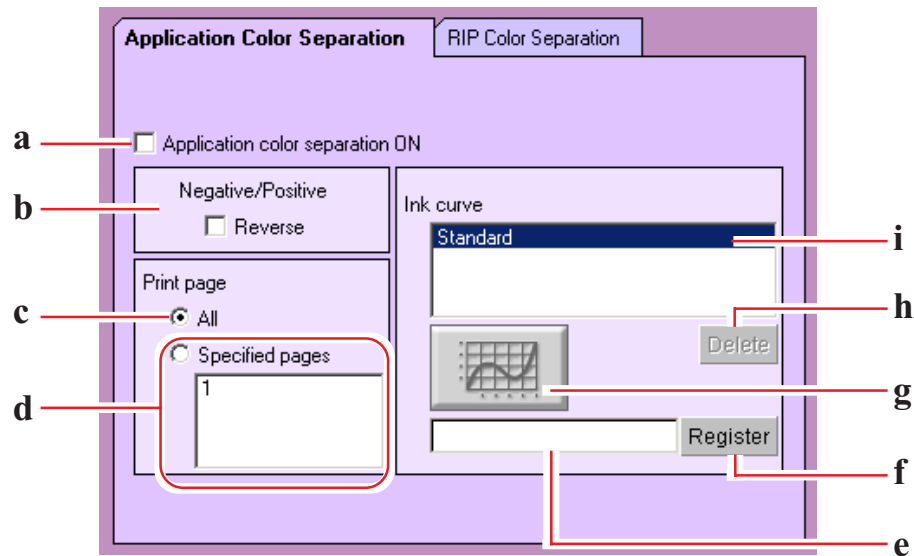 Application Color Separation
RIP Color Separation
a
Application color separation ON
b
Negative/Positive
Reverse
Ink curve
Standard
i
Print page
c
All
h
Delete
Specified pages
d
1
g
Register
f
e